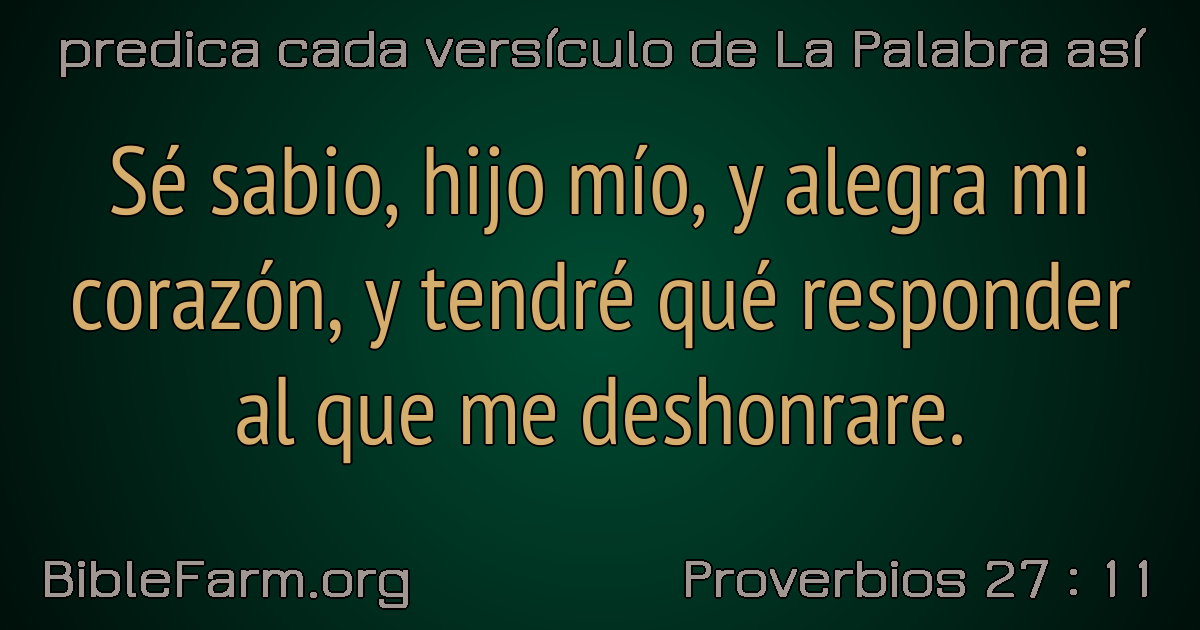 predica cada versículo de La Palabra así
Sé sabio, hijo mío, y alegra mi
corazón, y tendré qué responder
al que me deshonrare.
BibleFarm.org
Proverbios 27 : 11